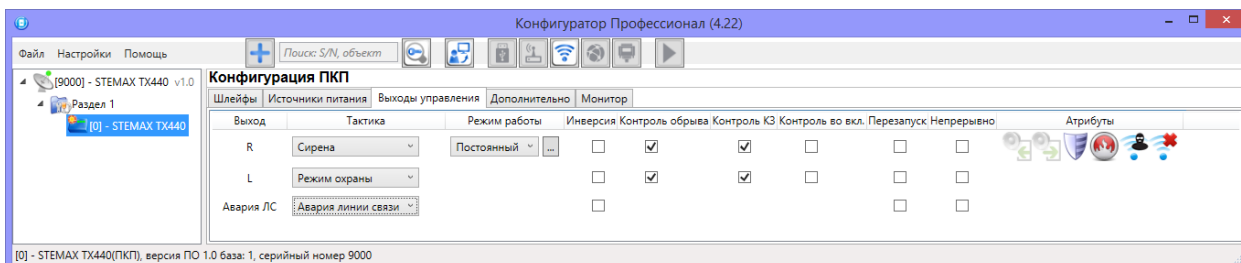 Конфигуратор Профессионал (4.22)
Файл Настройки Помощь Поиск: S/N, объект
[9000] - STEMAX TX440 v1.0
Раздел 1
[0] - STEMAX TX440
Конфигурация ПКП
Шлейфы Источники питания Выходы управления Дополнительно Монитор
Выход Тактика Режим работы Инверсия Контроль обрыва Контроль КЗ Контроль во вкл. Перезапуск Непрерывно Атрибуты
R Сирена Постоянный ...
L Режим охраны
Авария ЛС Авария линии связи
[0] - STEMAX TX440(ПКП), версия ПО 1.0 база: 1, серийный номер 9000